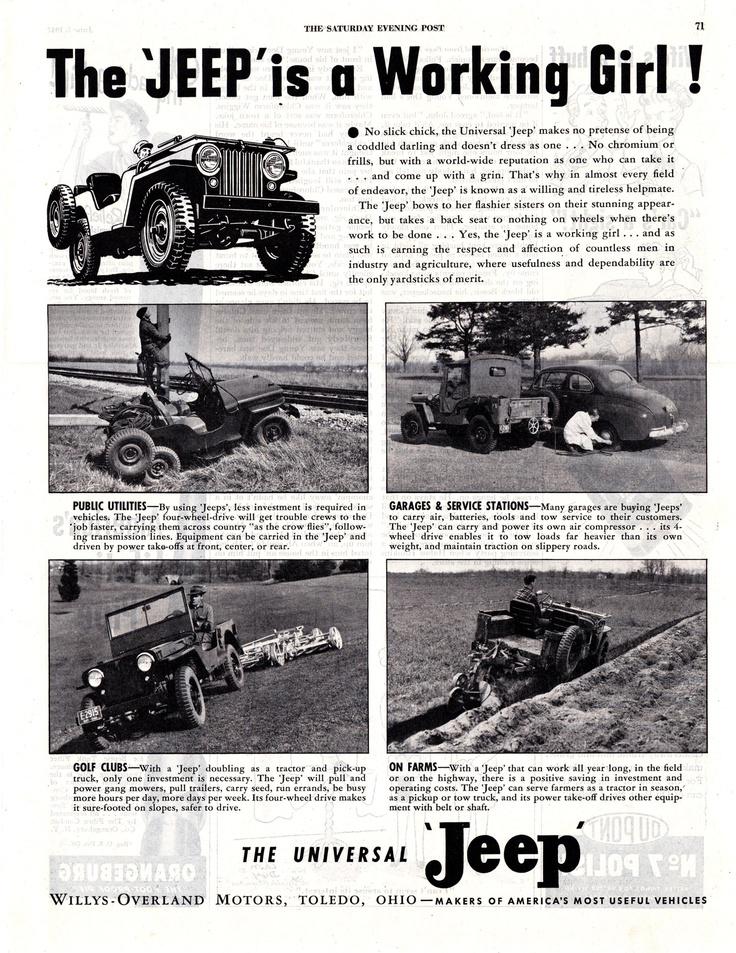 THE SATURDAY EVENING POST
71
The 'JEEP' is a Working Girl !
● No slick chick, the Universal 'Jeep' makes no pretense of being
a coddled darling and doesn't dress as one . . . No chromium or
frills, but with a world-wide reputation as one who can take it
. . . and come up with a grin. That's why in almost every field
of endeavor, the 'Jeep' is known as a willing and tireless helpmate.
The 'Jeep' bows to her flashier sisters on their stunning appear-
ance, but takes a back seat to nothing on wheels when there's
work to be done . . . Yes, the 'Jeep' is a working girl . . . and as
such is earning the respect and affection of countless men in
industry and agriculture, where usefulness and dependability are
the only yardsticks of merit.
PUBLIC UTILITIES—By using 'Jeeps', less investment is required in
vehicles. The 'Jeep' four-wheel-drive will get trouble crews to the
job faster, carrying them across country "as the crow flies", follow-
ing transmission lines. Equipment can be carried in the 'Jeep' and
driven by power take-offs at front, center, or rear.
GARAGES & SERVICE STATIONS—Many garages are buying 'Jeeps'
to carry air, batteries, tools and tow service to their customers.
The 'Jeep' can carry and power its own air compressor . . . its 4-
wheel drive enables it to tow loads far heavier than its own
weight, and maintain traction on slippery roads.
E-2915
GOLF CLUBS—With a 'Jeep' doubling as a tractor and pick-up
truck, only one investment is necessary. The 'Jeep' will pull and
power gang mowers, pull trailers, carry seed, run errands, be busy
more hours per day, more days per week. Its four-wheel drive makes
it sure-footed on slopes, safer to drive.
ON FARMS—With a 'Jeep' that can work all year long, in the field
or on the highway, there is a positive saving in investment and
operating costs. The 'Jeep' can serve farmers as a tractor in season,
as a pickup or tow truck, and its power take-off drives other equip-
ment with belt or shaft.
THE UNIVERSAL 'Jeep'
WILLYS-OVERLAND MOTORS, TOLEDO, OHIO—MAKERS OF AMERICA'S MOST USEFUL VEHICLES